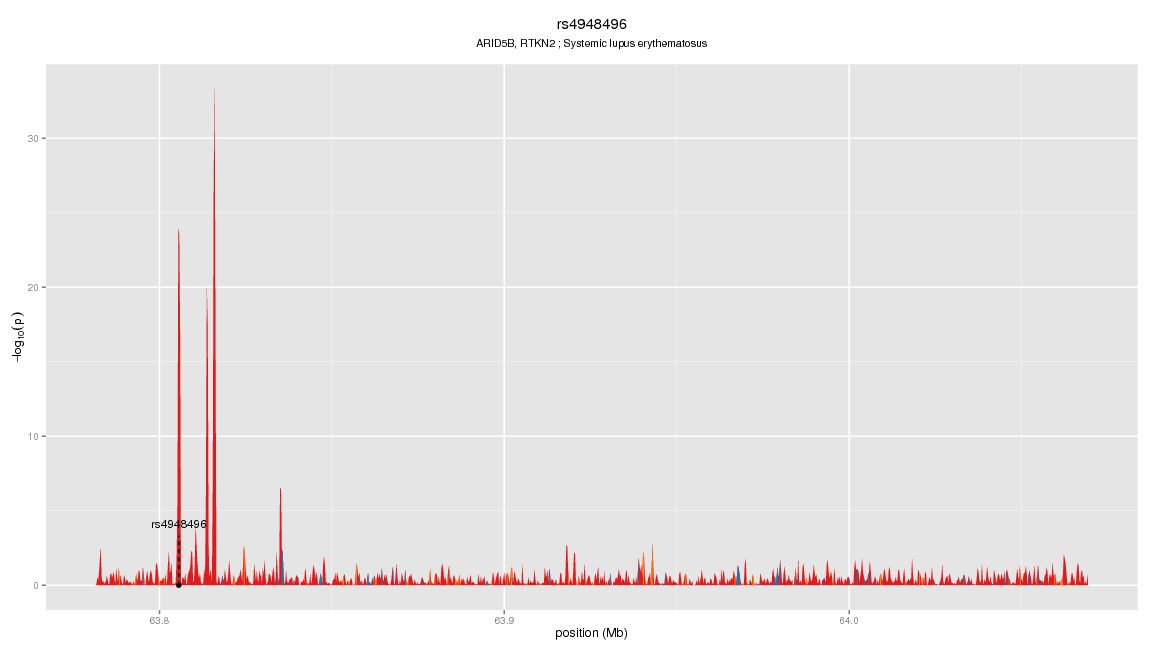 rs4948496
ARID5B, RTKN2 ; Systemic lupus erythematosus
30
20
10
0
−log10(p)
rs4948496
63.8
63.9
64.0
position (Mb)